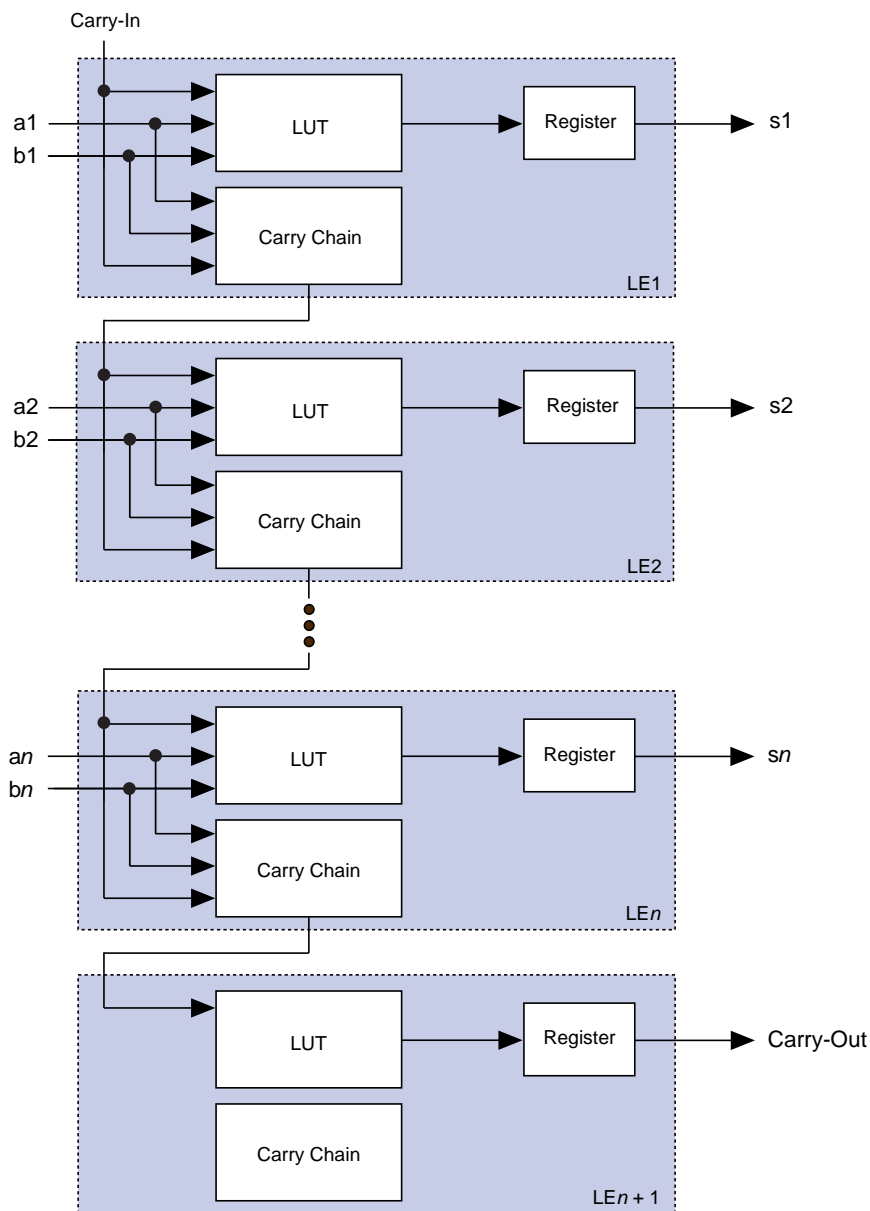 Carry-In
a1
b1
LUT
Register
s1
Carry Chain
LE1
a2
b2
LUT
Register
s2
Carry Chain
LE2
an
bn
LUT
Register
sn
Carry Chain
LEn
LUT
Register
Carry-Out
Carry Chain
LEn + 1